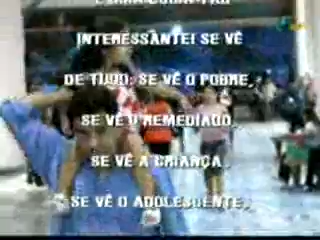 INTERESSANTE! SE VÊ
DE TUDO: SE VÊ O POBRE,
SE VÊ O REMEDIADO,
SE VÊ A CRIANÇA,
SE VÊ O ADOLESCENTE,